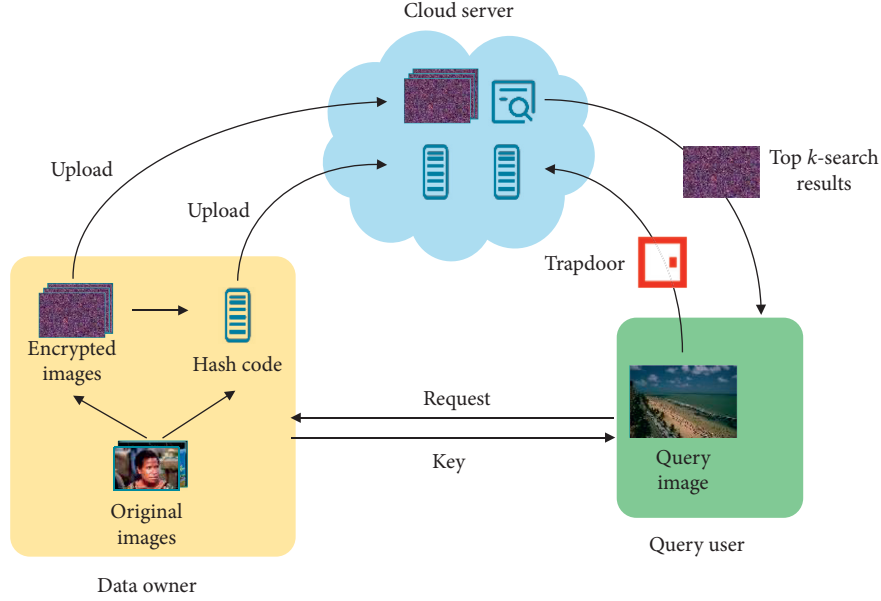 Cloud server
Upload
Upload
Top k-search
results
Trapdoor
Encrypted
images
Hash code
Request
Key
Original
images
Query
image
Query user
Data owner